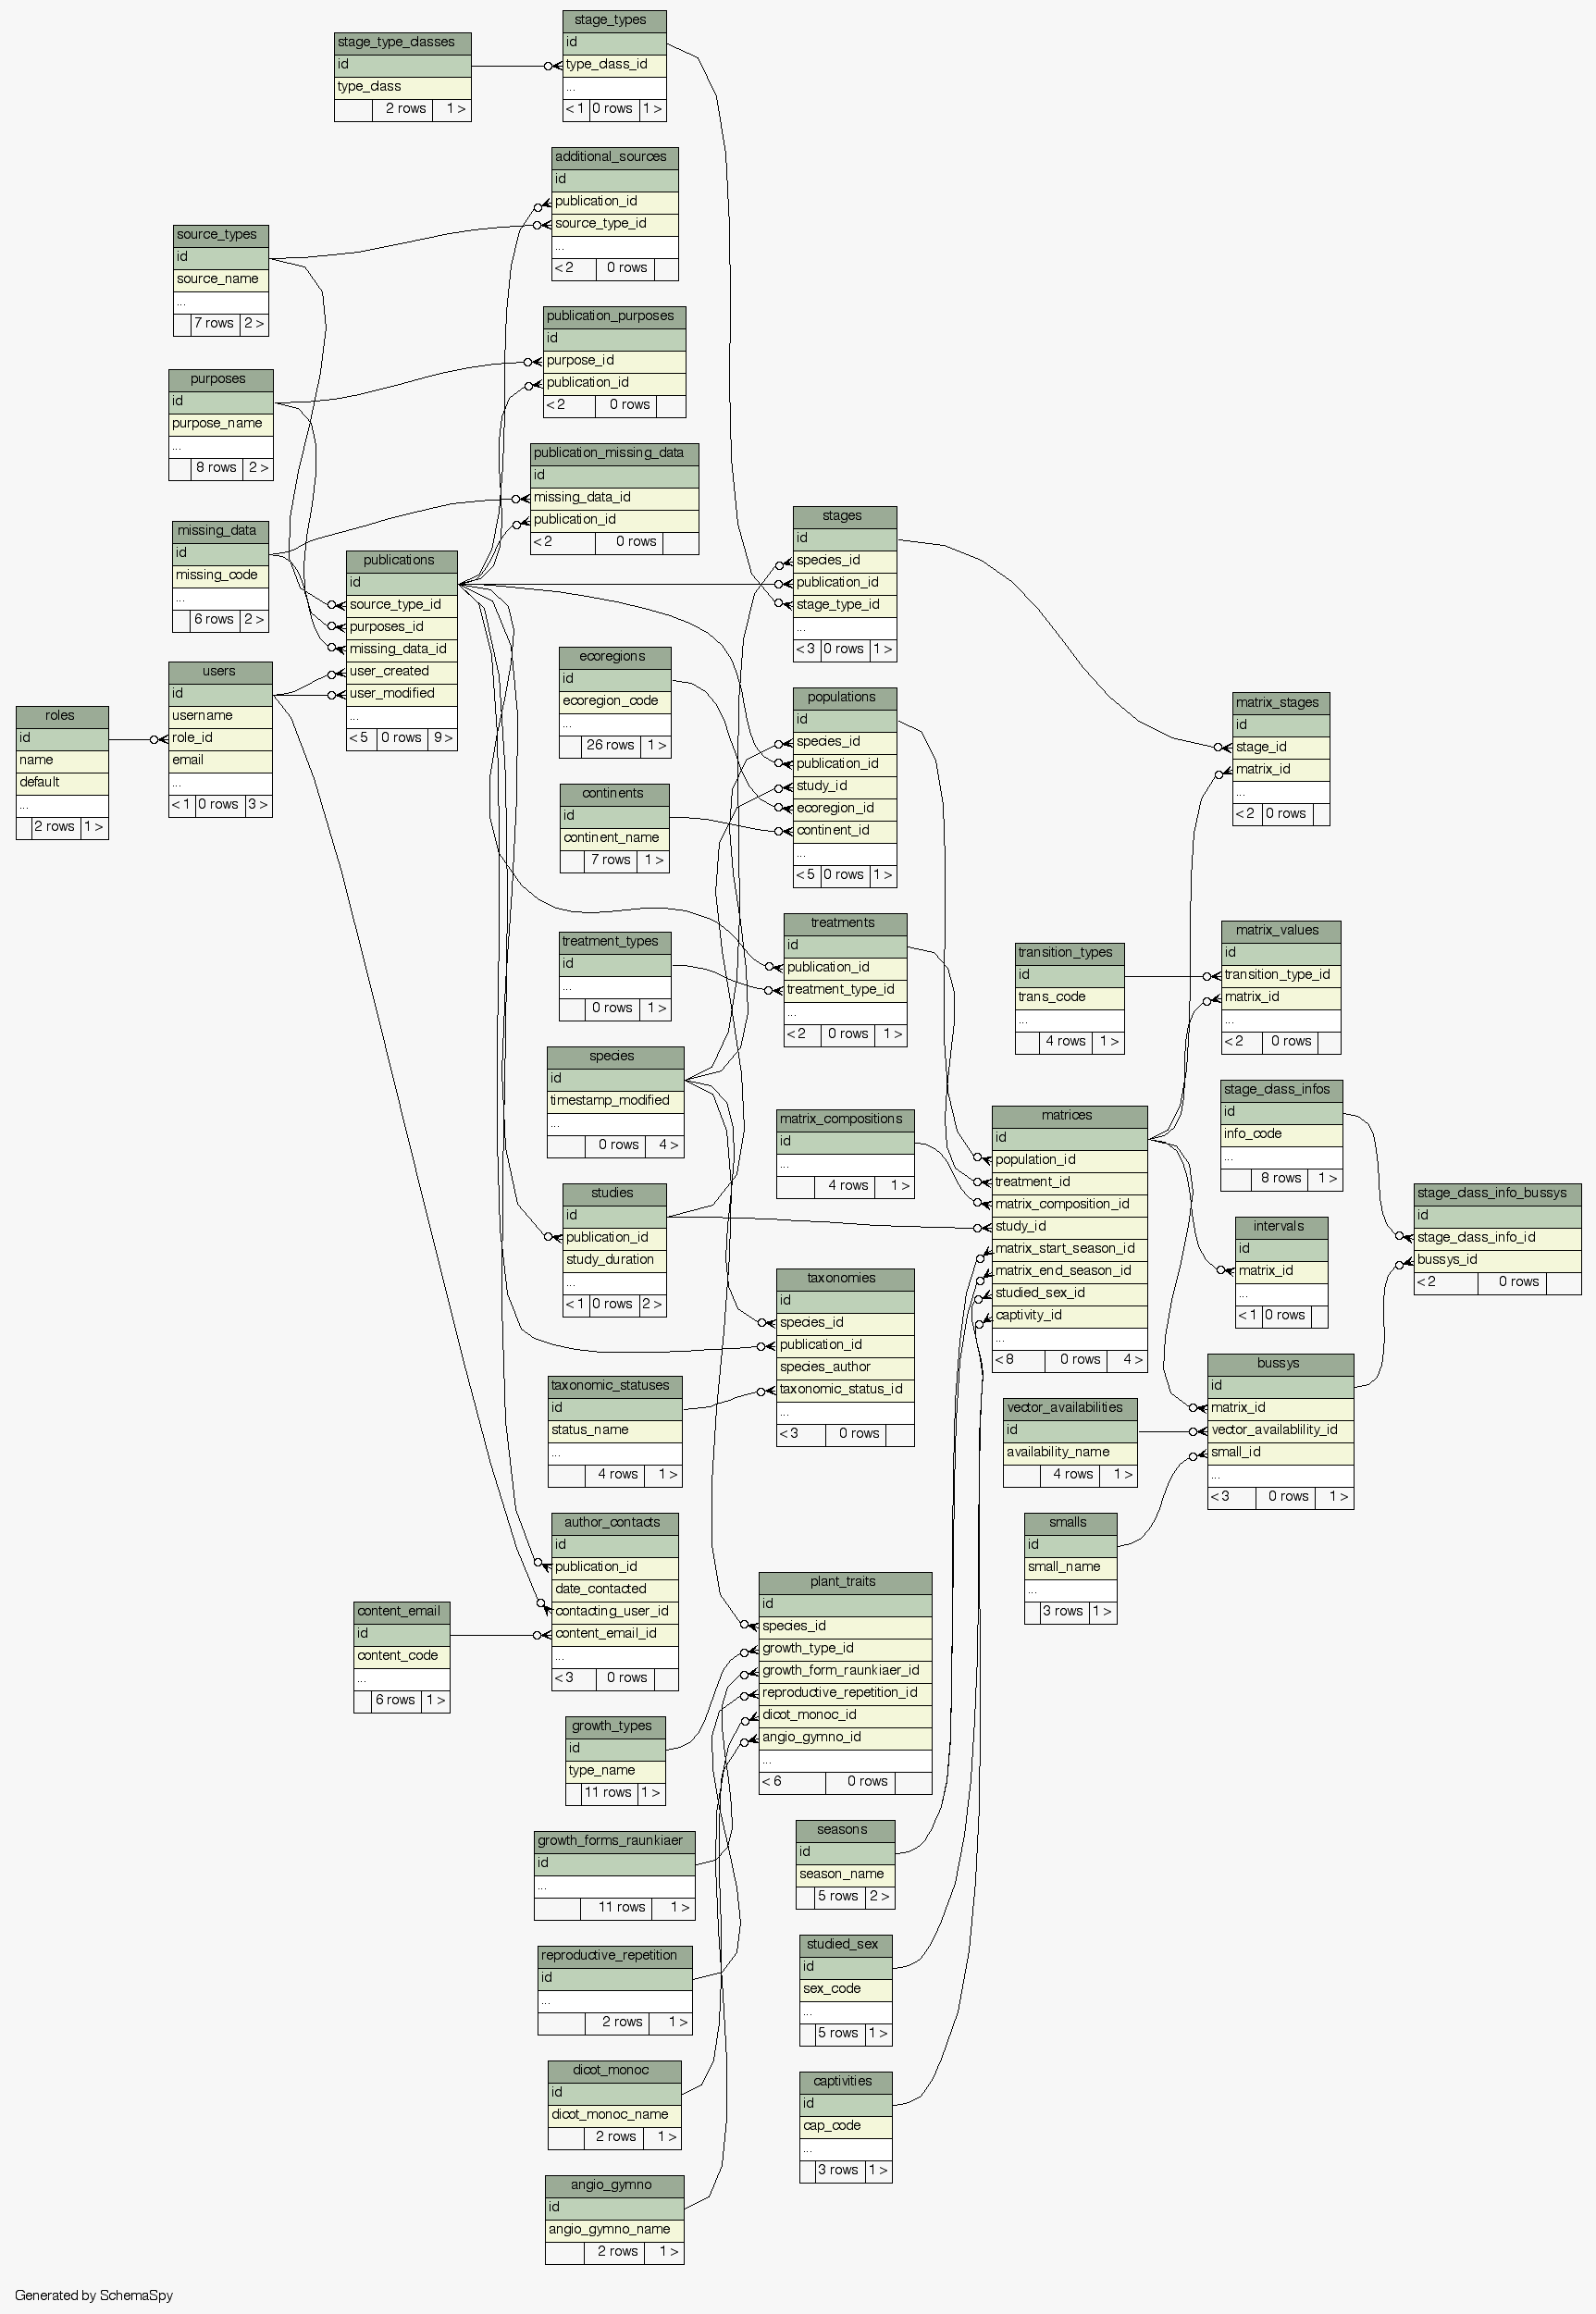 stage_types
id
type_class_id
...
< 1 0 rows 1 >
stage_type_classes
id
type_class
2 rows 1 >
additional_sources
id
publication_id
source_type_id
...
< 2 0 rows
source_types
id
source_name
...
7 rows 2 >
publication_purposes
id
purpose_id
publication_id
< 2 0 rows
purposes
id
purpose_name
...
8 rows 2 >
publication_missing_data
id
missing_data_id
publication_id
< 2 0 rows
missing_data
id
missing_code
...
6 rows 2 >
publications
id
source_type_id
purposes_id
missing_data_id
user_created
user_modified
...
< 5 0 rows 9 >
users
id
username
role_id
email
...
< 1 0 rows 3 >
roles
id
name
default
...
2 rows 1 >
stages
id
species_id
publication_id
stage_type_id
...
< 3 0 rows 1 >
ecoregions
id
ecoregion_code
...
26 rows 1 >
populations
id
species_id
publication_id
study_id
ecoregion_id
continent_id
...
< 5 0 rows 1 >
continents
id
continent_name
7 rows 1 >
matrix_stages
id
stage_id
matrix_id
...
< 2 0 rows
treatments
id
publication_id
treatment_type_id
...
< 2 0 rows 1 >
treatment_types
id
...
0 rows 1 >
transition_types
id
trans_code
...
4 rows 1 >
matrix_values
id
transition_type_id
matrix_id
...
< 2 0 rows
species
id
timestamp_modified
...
0 rows 4 >
matrix_compositions
id
...
4 rows 1 >
matrices
id
population_id
treatment_id
matrix_composition_id
study_id
matrix_start_season_id
matrix_end_season_id
studied_sex_id
captivity_id
...
< 8 0 rows 4 >
stage_class_infos
id
info_code
...
8 rows 1 >
stage_class_info_bussys
id
stage_class_info_id
bussys_id
< 2 0 rows
studies
id
publication_id
study_duration
...
< 1 0 rows 2 >
intervals
id
matrix_id
...
< 1 0 rows
taxonomies
id
species_id
publication_id
species_author
taxonomic_status_id
...
< 3 0 rows
bussys
id
matrix_id
vector_availablility_id
small_id
...
< 3 0 rows 1 >
taxonomic_statuses
id
status_name
...
4 rows 1 >
vector_availabilities
id
availability_name
4 rows 1 >
author_contacts
id
publication_id
date_contacted
contacting_user_id
content_email_id
...
< 3 0 rows
smalls
id
small_name
...
3 rows 1 >
content_email
id
content_code
...
6 rows 1 >
plant_traits
id
species_id
growth_type_id
growth_form_raunkiaer_id
reproductive_repetition_id
dicot_monoc_id
angio_gymno_id
...
< 6 0 rows
growth_types
id
type_name
11 rows 1 >
growth_forms_raunkiaer
id
...
11 rows 1 >
seasons
id
season_name
5 rows 2 >
reproductive_repetition
id
...
2 rows 1 >
studied_sex
id
sex_code
...
5 rows 1 >
dicot_monoc
id
dicot_monoc_name
2 rows 1 >
captivities
id
cap_code
...
3 rows 1 >
angio_gymno
id
angio_gymno_name
2 rows 1 >
Generated by SchemaSpy